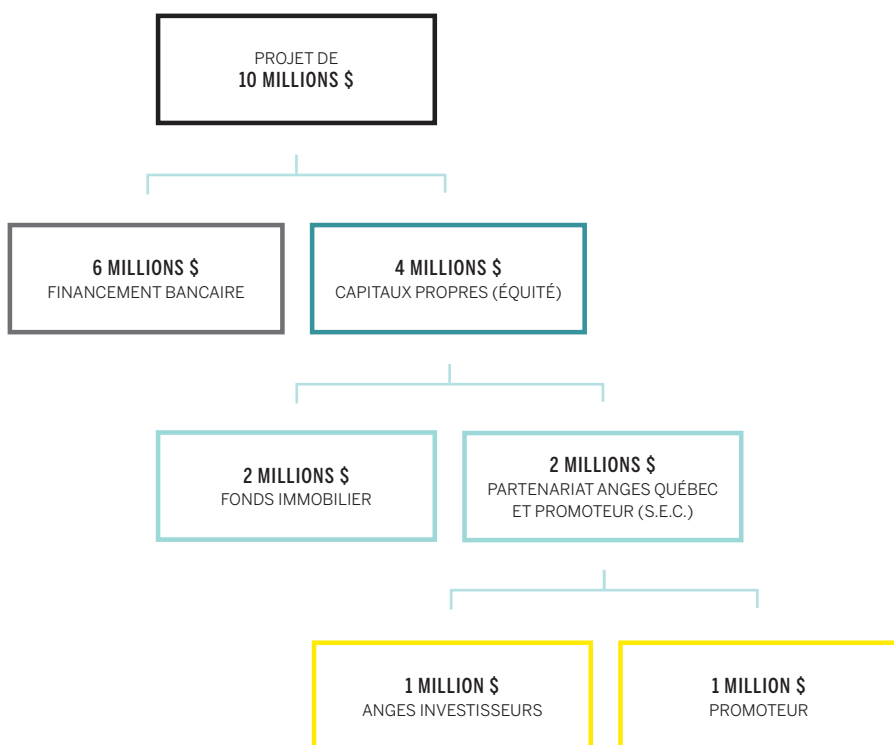 PROJET DE
10 MILLIONS $
6 MILLIONS $
FINANCEMENT BANCAIRE
4 MILLIONS $
CAPITAUX PROPRES (ÉQUITÉ)
2 MILLIONS $
FONDS IMMOBILIER
2 MILLIONS $
PARTENARIAT ANGES QUÉBEC
ET PROMOTEUR (S.E.C.)
1 MILLION $
ANGES INVESTISSEURS
1 MILLION $
PROMOTEUR